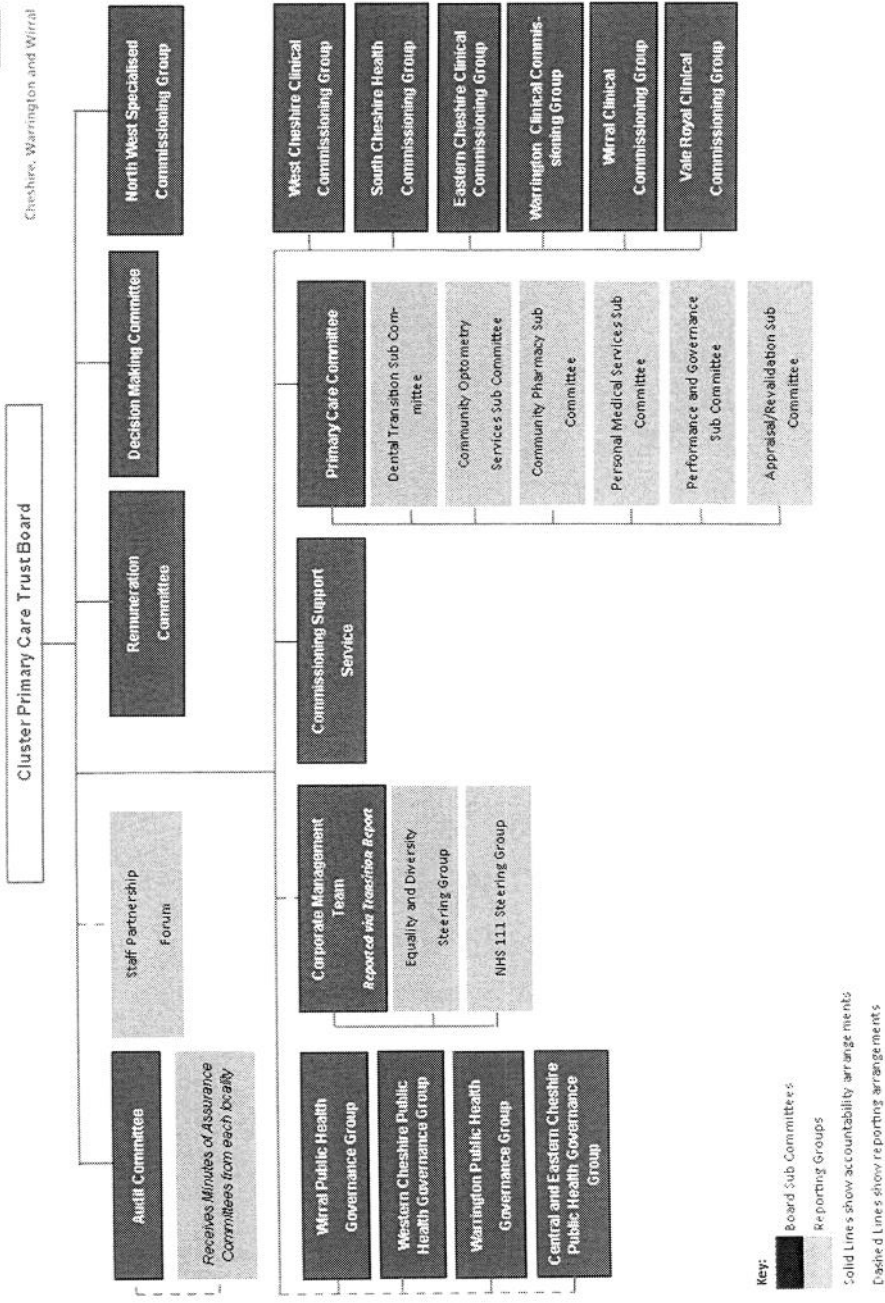 Cheshire, Warrington and Wirral
Cluster Primary Care Trust Board
Audit Committee
Receives Minutes of Assurance
Committees from each locality
Staff Partnership
Forum
Remuneration
Committee
Decision Making Committee
North West Specialised
Commissioning Group
Wirral Public Health
Governance Group
Western Cheshire Public
Health Governance Group
Warrington Public Health
Governance Group
Central and Eastern Cheshire
Public Health Governance
Group
Corporate Management
Team
Reported via Transition Report
Equality and Diversity
Steering Group
NHS 111 Steering Group
Commissioning Support
Service
Primary Care Committee
Dental Transition Sub Com-
mittee
Community Optometry
Services Sub Committee
Community Pharmacy Sub
Committee
Personal Medical Services Sub
Committee
Performance and Governance
Sub Committee
Appraisal/Revalidation Sub
Committee
West Cheshire Clinical
Commissioning Group
South Cheshire Health
Commissioning Group
Eastern Cheshire Clinical
Commissioning Group
Warrington Clinical Commis-
sioning Group
Wirral Clinical
Commissioning Group
Vale Royal Clinical
Commissioning Group
Key:
Board Sub Committees
Reporting Groups
Solid Lines show accountability arrangements
Dashed Lines show reporting arrangements